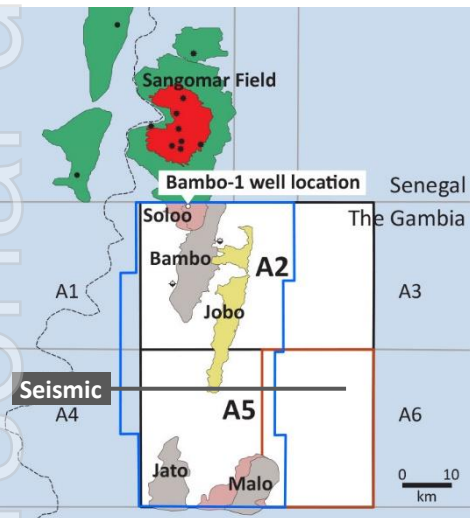 Sangomar Field
Bambo-1 well location
Senegal
The Gambia
Soloo
Bambo
A2
A1
A3
Jobo
Seismic
A4
A5
A6
Jato
Malo
0 10
km